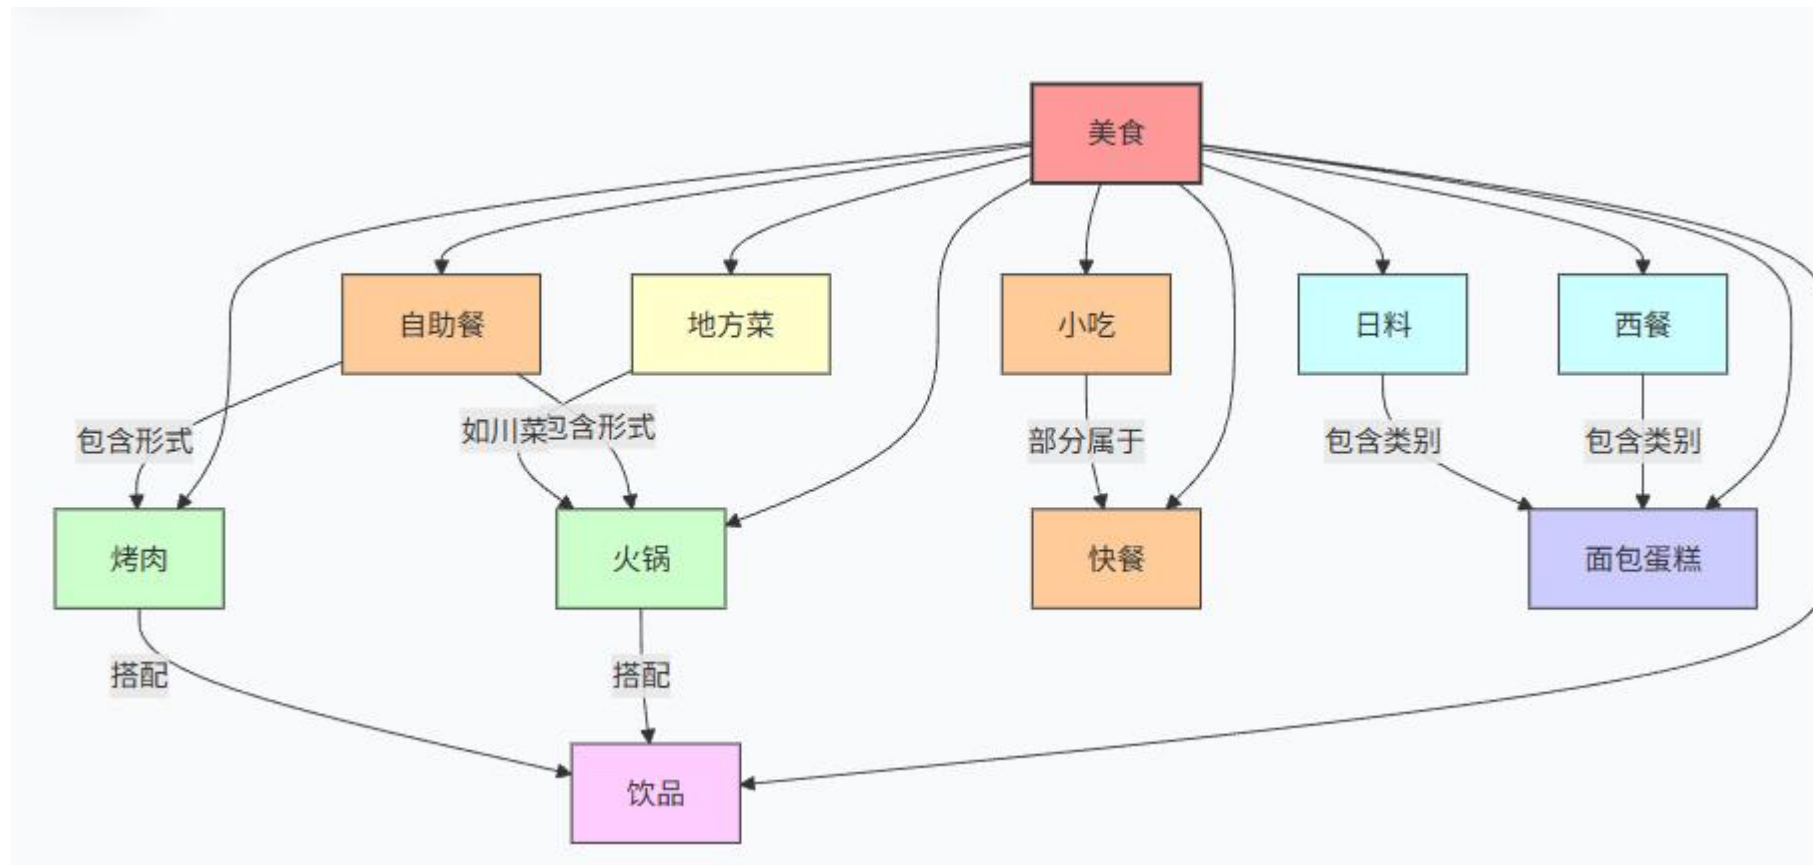 美食
自助餐
地方菜
小吃
日料
西餐
包含形式
如川菜
包含形式
部分属于
包含类别
包含类别
烤肉
火锅
快餐
面包蛋糕
搭配
搭配
饮品